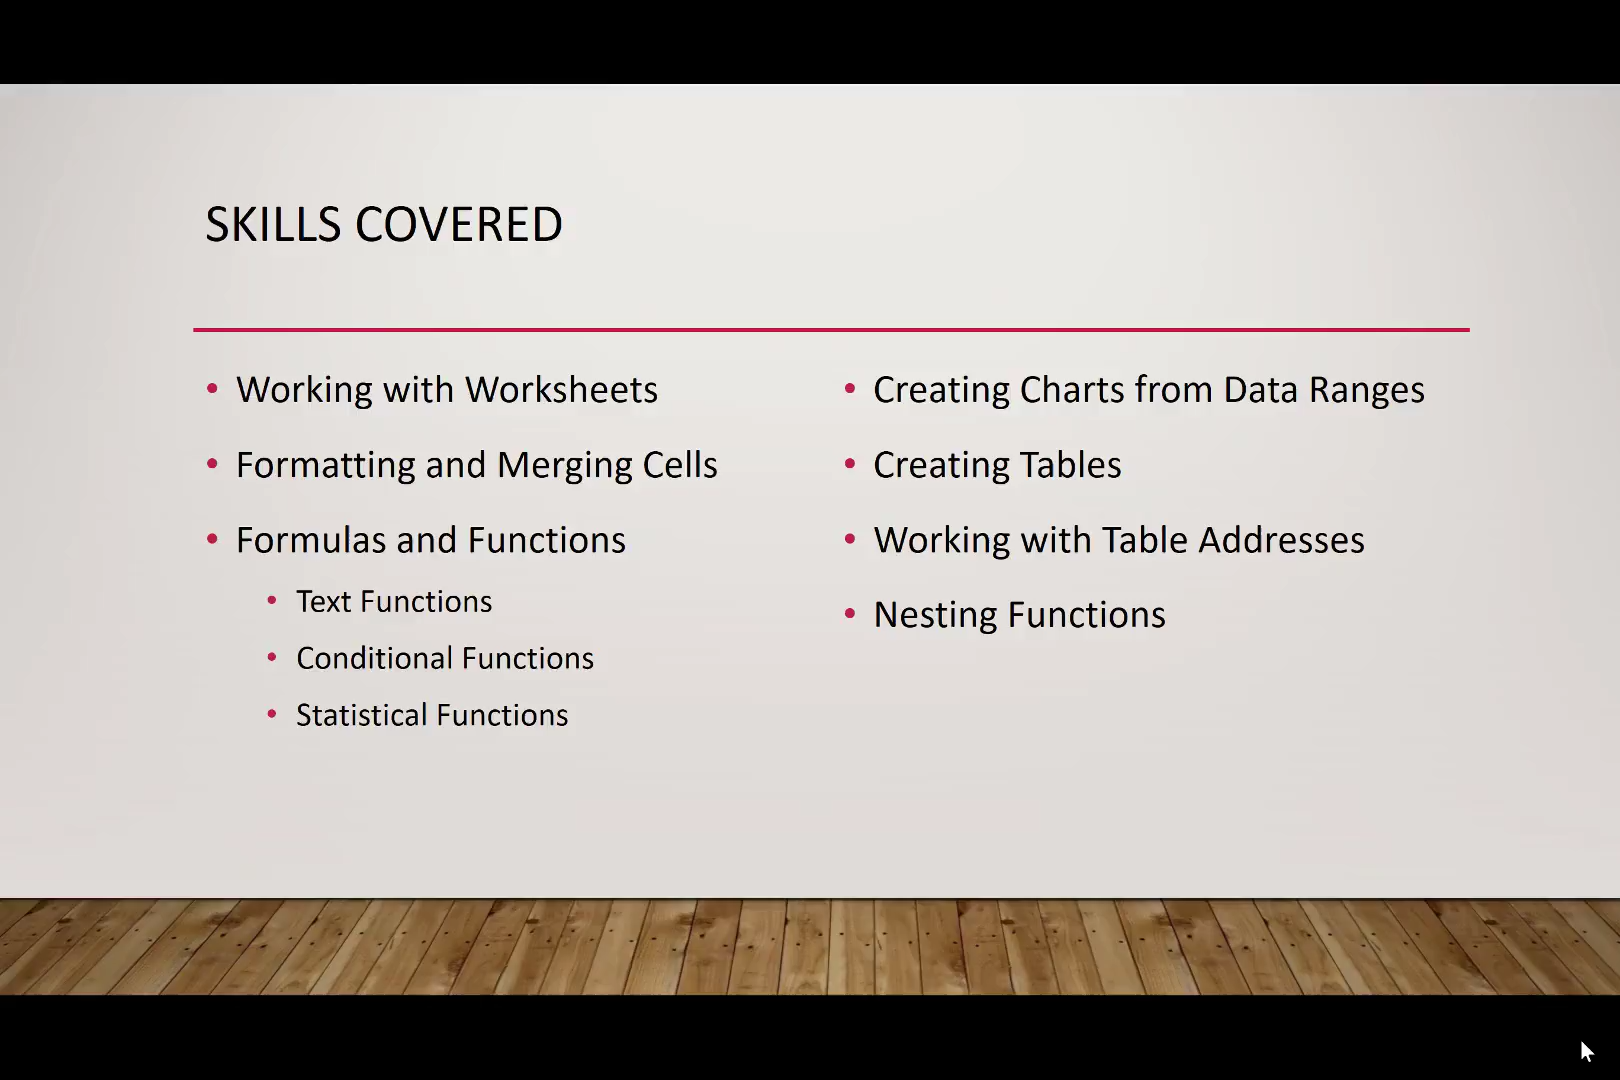 SKILLS COVERED
• Working with Worksheets
• Formatting and Merging Cells
• Formulas and Functions
• Text Functions
• Conditional Functions
• Statistical Functions
• Creating Charts from Data Ranges
• Creating Tables
• Working with Table Addresses
• Nesting Functions